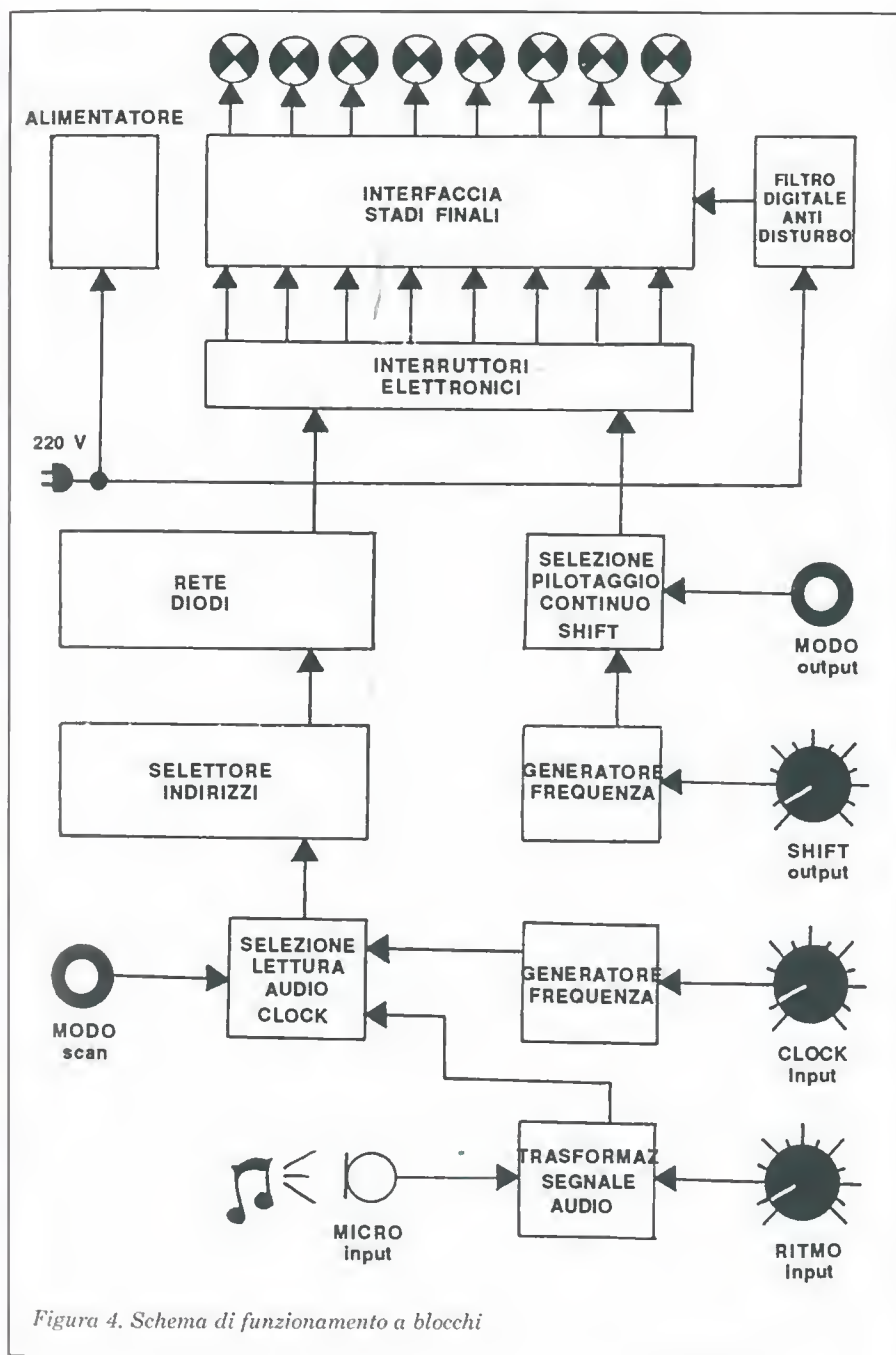 ALIMENTATORE
INTERFACCIA
STADI FINALI
FILTRO
DIGITALE
ANTI
DISTURBO
INTERRUTTORI
ELETTRONICI
220 V
RETE
DIODI
SELEZIONE
PILOTAGGIO
CONTINUO
SHIFT
MODO
output
SELETTORE
INDIRIZZI
GENERATORE
FREQUENZA
SHIFT
output
MODO
scan
SELEZIONE
LETTURA
AUDIO
CLOCK
GENERATORE
FREQUENZA
CLOCK
input
MICRO
input
TRASFORMAZ
SEGNALE
AUDIO
RITMO
input
Figura 4. Schema di funzionamento a blocchi